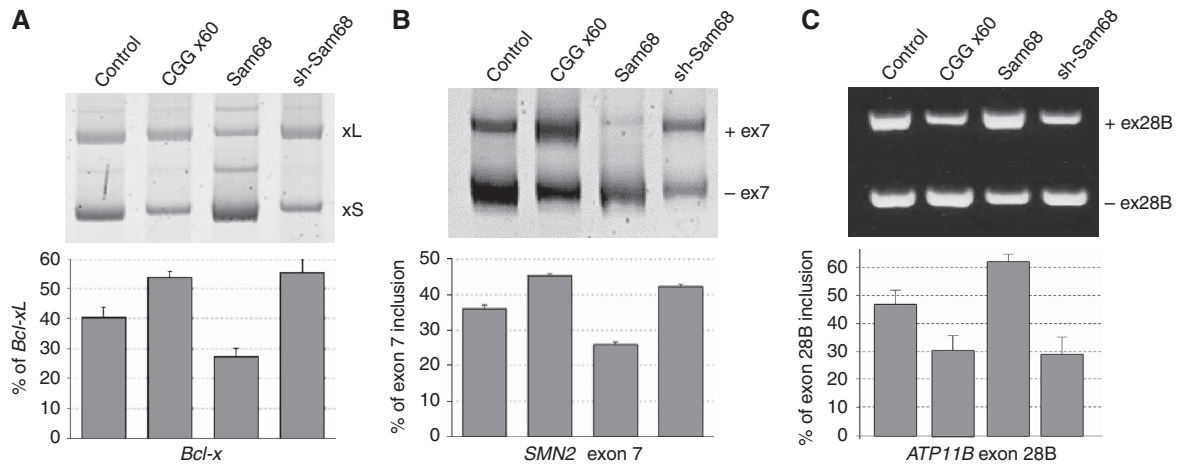 A
Control
CGG x60
Sam68
sh-Sam68
xL
xS
% of Bcl-xL
60
50
40
30
20
10
0
Bcl-x
B
Control
CGG x60
Sam68
sh-Sam68
+ ex7
– ex7
% of exon 7 inclusion
50
40
30
20
10
0
SMN2 exon 7
C
Control
CGG x60
Sam68
sh-Sam68
+ ex28B
– ex28B
% of exon 28B inclusion
60
50
40
30
20
10
0
ATP11B exon 28B